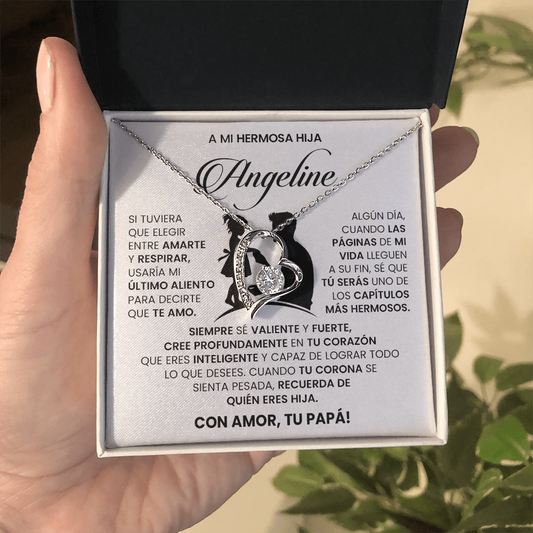 A MI HERMOSA HIJA
Angeline
SI TUVIERA
QUE ELEGIR
ENTRE AMARTE
Y RESPIRAR,
USARÍA MI
ÚLTIMO ALIENTO
PARA DECIRTE
QUE TE AMO.
ALGÚN DÍA,
CUANDO LAS
PÁGINAS DE MI
VIDA LLEGUEN
A SU FIN, SÉ QUE
TÚ SERÁS UNO DE
LOS CAPÍTULOS
MÁS HERMOSOS.
SIEMPRE SÉ VALIENTE Y FUERTE,
CREE PROFUNDAMENTE EN TU CORAZÓN
QUE ERES INTELIGENTE Y CAPAZ DE LOGRAR TODO
LO QUE DESEES. CUANDO TU CORONA SE
SIENTA PESADA, RECUERDA DE
QUIÉN ERES HIJA.
CON AMOR, TU PAPÁ!